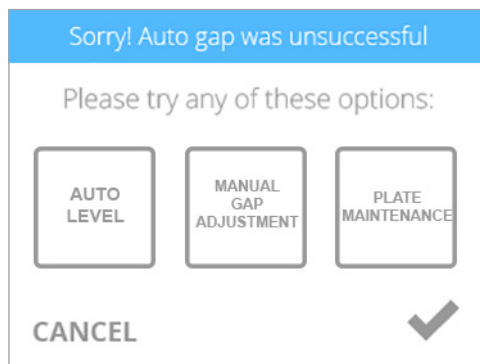 Sorry! Auto gap was unsuccessful
Please try any of these options:
AUTO
LEVEL
MANUAL
GAP
ADJUSTMENT
PLATE
MAINTENANCE
CANCEL